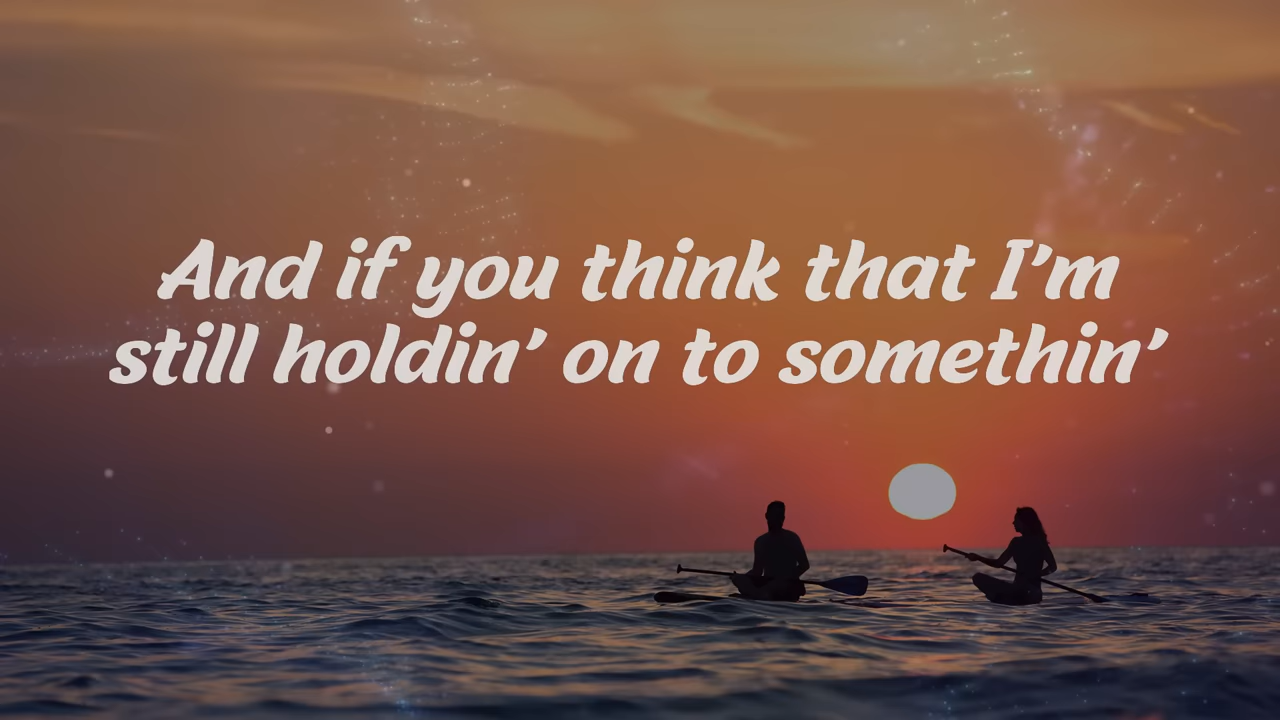 And if you think that I’m
still holdin’ on to somethin’